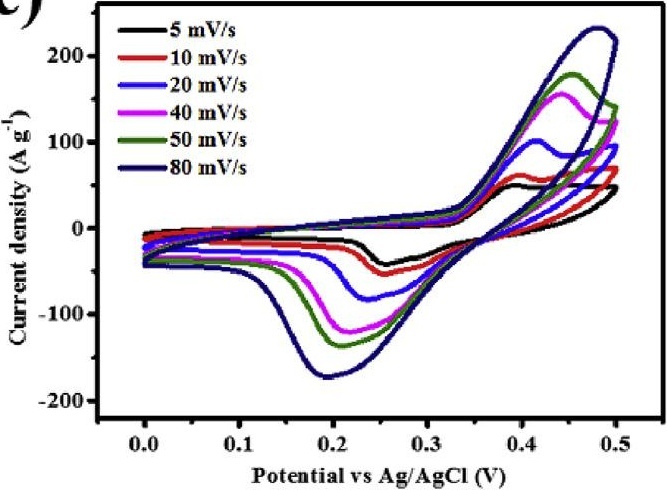 c)
5 mV/s
10 mV/s
20 mV/s
40 mV/s
50 mV/s
80 mV/s
Current density (A g⁻¹)
200
100
0
-100
-200
0.0 0.1 0.2 0.3 0.4 0.5
Potential vs Ag/AgCl (V)